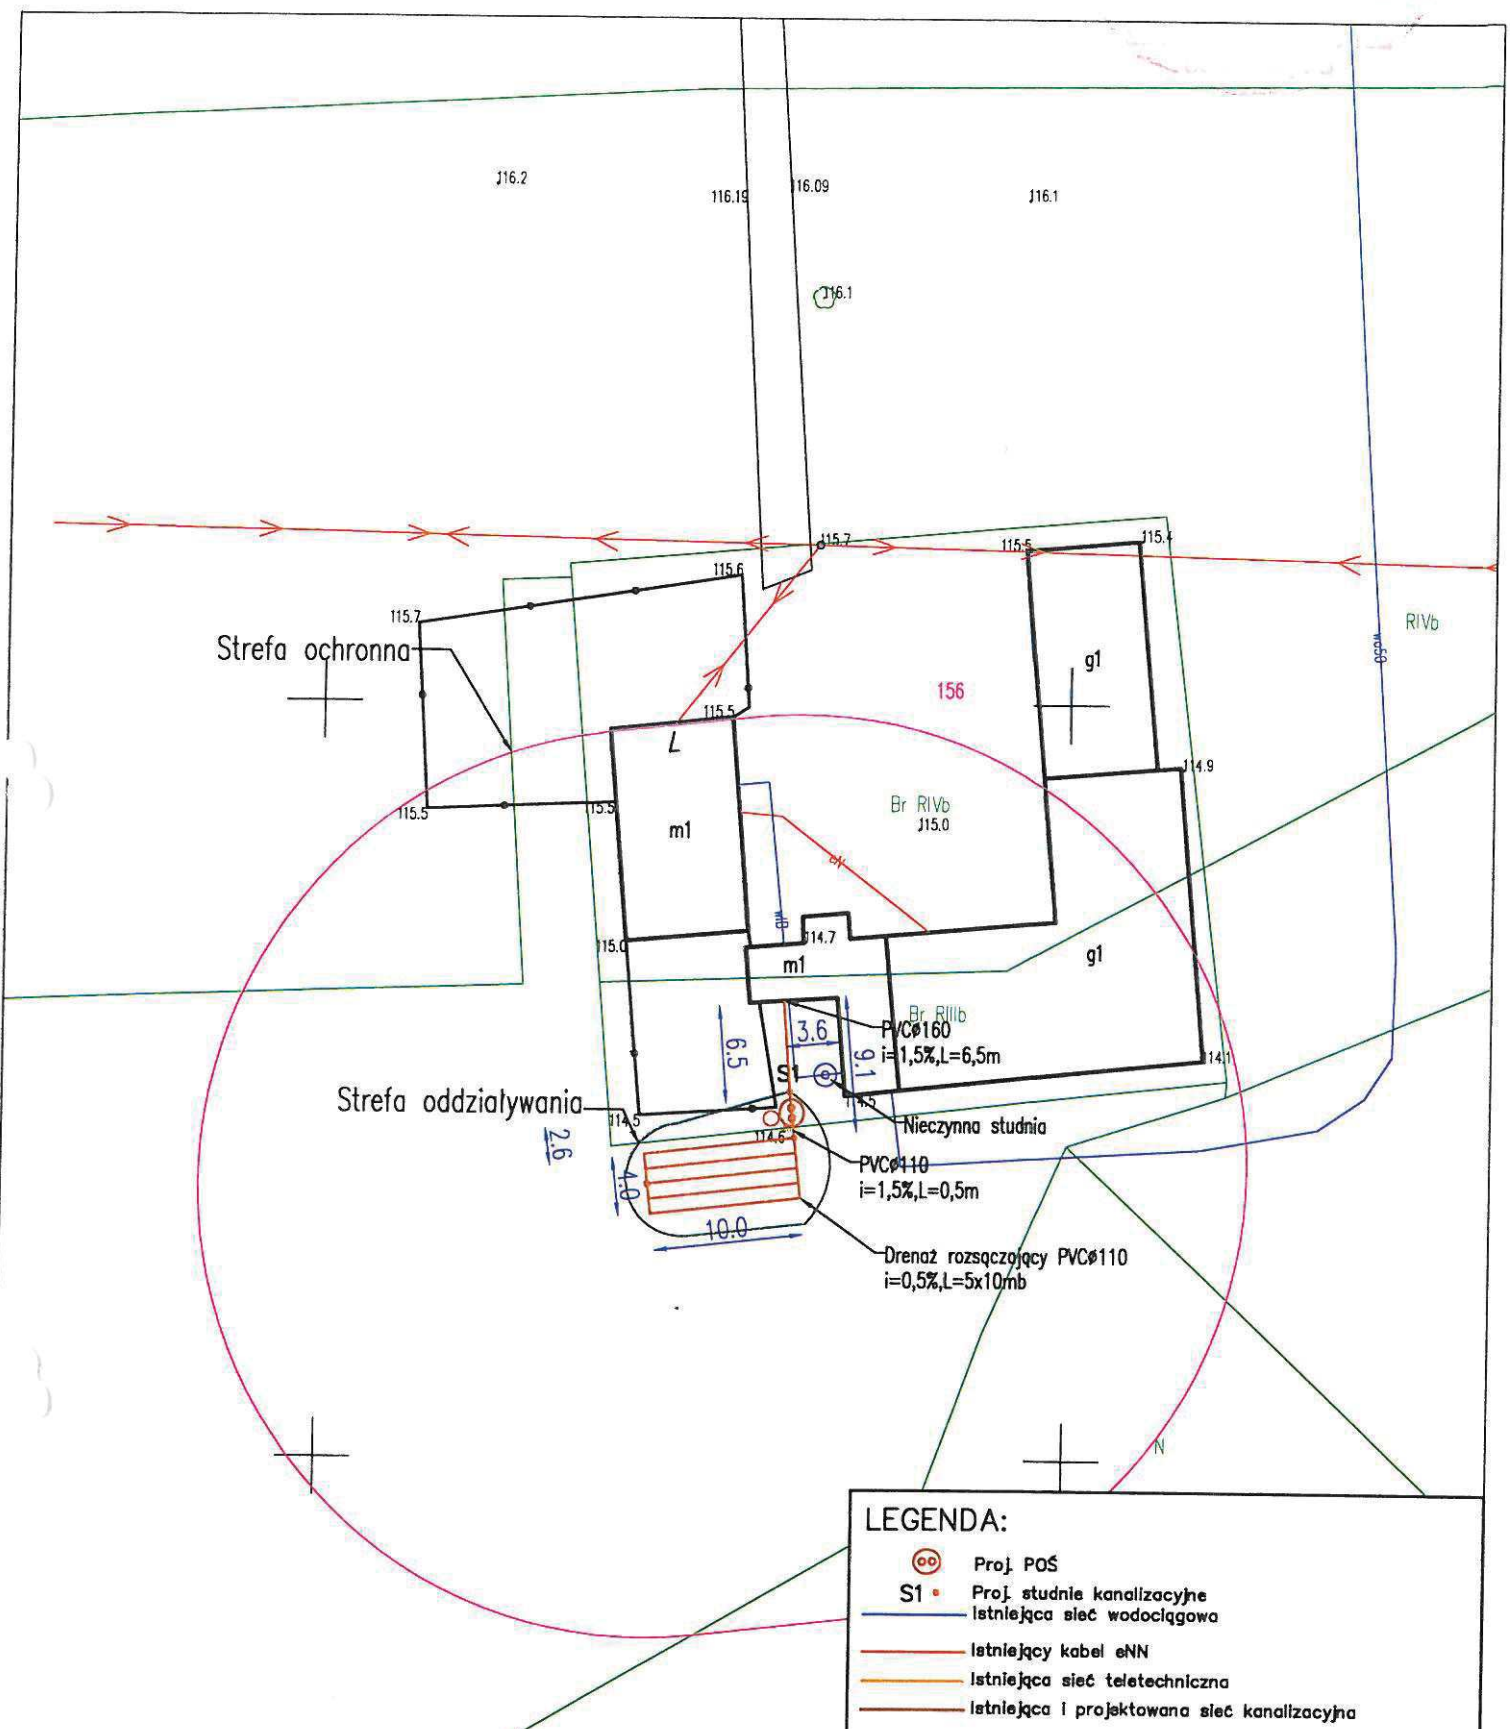 116.2
116.19
116.09
116.1
116.1
115.7
115.5
115.4
115.6
115.7
Strefa ochronna
RIVb
wo50
g1
156
115.5
L
114.9
115.5
115.5
m1
Br RIVb
115.0
eN
115.0
114.7
m1
g1
Br RIIIb
PVCø160
i=1,5%,L=6,5m
3.6
6.5
9.1
114.1
S1
Strefa oddziaływania
114.5
114.5
Nieczynna studnia
114.6
2.6
PVCø110
i=1,5%,L=0,5m
4.0
10.0
Drenaż rozsączający PVCø110
i=0,5%,L=5x10mb
N
LEGENDA:
Proj. POŚ
S1 Proj. studnie kanalizacyjne
Istniejąca sieć wodociągowa
Istniejący kabel eNN
Istniejąca sieć teletechniczna
Istniejąca i projektowana sieć kanalizacyjna